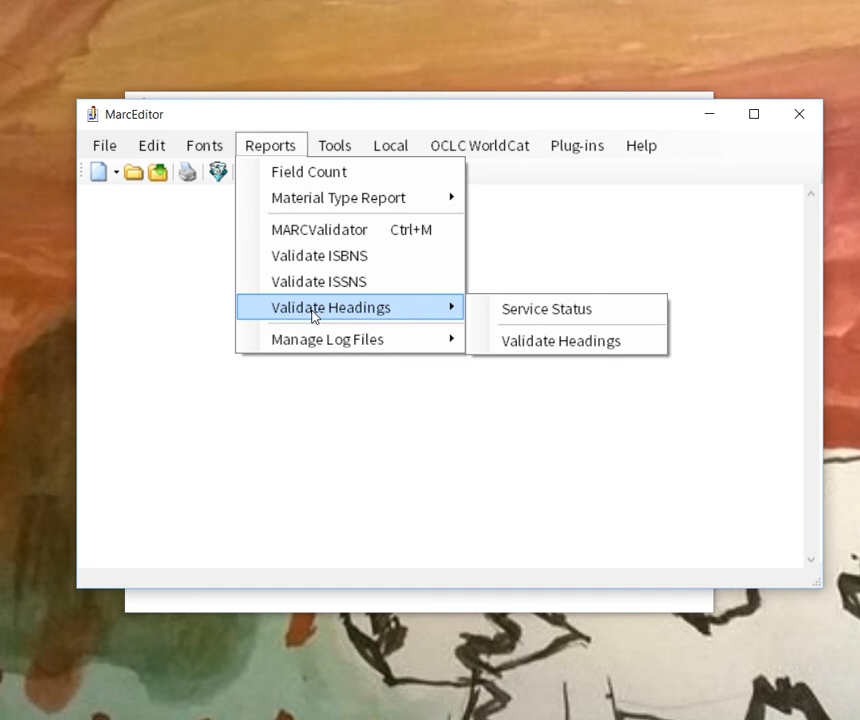 MarcEditor
File Edit Fonts Reports Tools Local OCLC WorldCat Plug-ins Help
Field Count
Material Type Report
MARCValidator Ctrl+M
Validate ISBNS
Validate ISSNS
Validate Headings
Service Status
Manage Log Files
Validate Headings